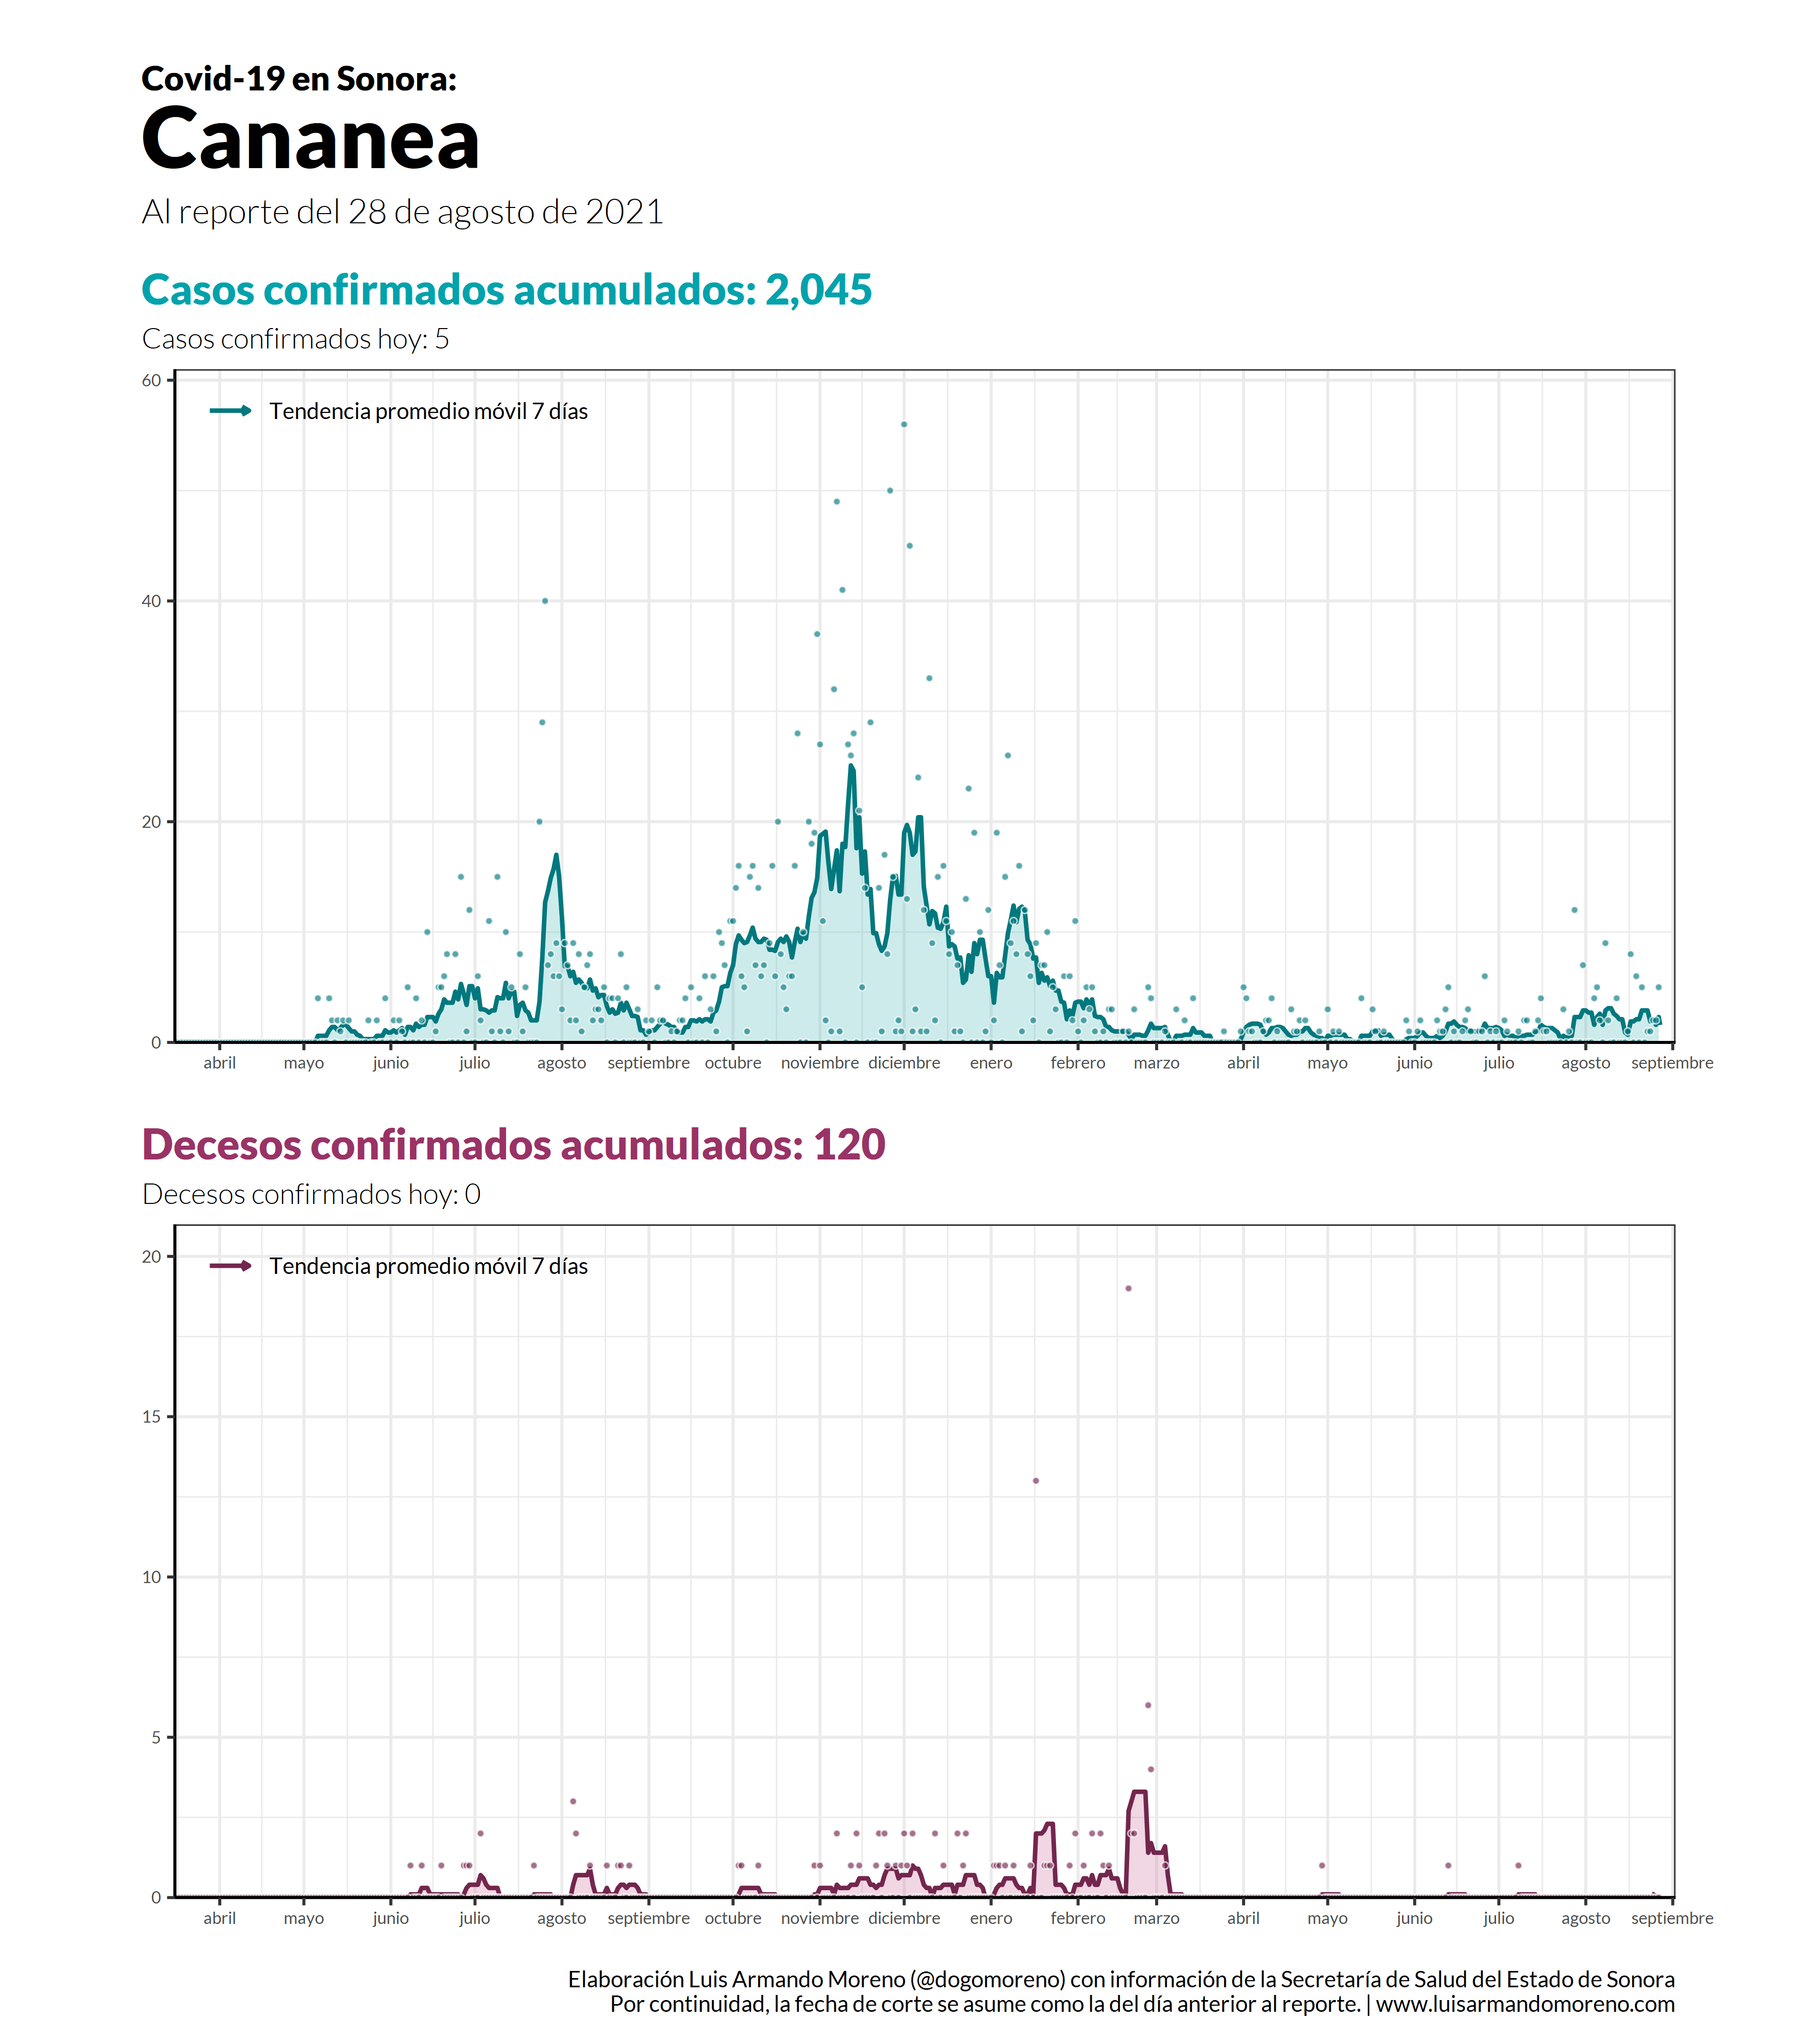 Covid-19 en Sonora:
Cananea
Al reporte del 28 de agosto de 2021
Casos confirmados acumulados: 2,045
Casos confirmados hoy: 5
60
Tendencia promedio móvil 7 días
40
20
0
abril mayo junio julio agosto septiembre octubre noviembre diciembre enero febrero marzo abril mayo junio julio agosto septiembre
Decesos confirmados acumulados: 120
Decesos confirmados hoy: 0
20
Tendencia promedio móvil 7 días
15
10
5
0
abril mayo junio julio agosto septiembre octubre noviembre diciembre enero febrero marzo abril mayo junio julio agosto septiembre
Elaboración Luis Armando Moreno (@dogomoreno) con información de la Secretaría de Salud del Estado de Sonora
Por continuidad, la fecha de corte se asume como la del día anterior al reporte. | www.luisarmandomoreno.com